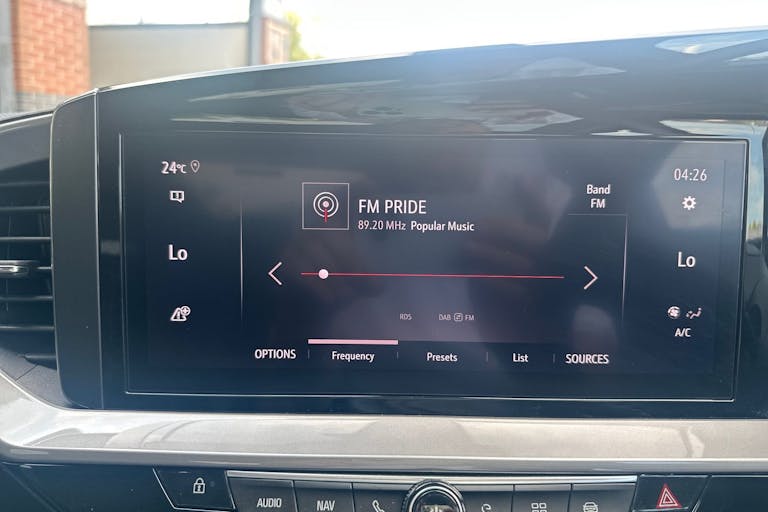 24°C
04:26
FM PRIDE
89.20 MHz Popular Music
Band
FM
Lo
Lo
RDS
DAB FM
A/C
OPTIONS
Frequency
Presets
List
SOURCES
AUDIO
NAV